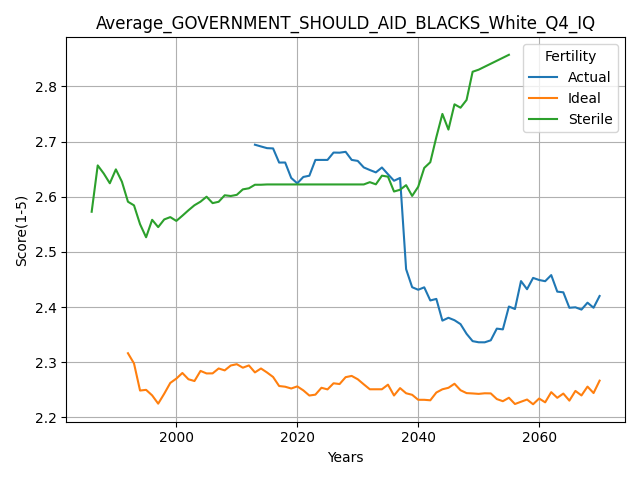 Average_GOVERNMENT_SHOULD_AID_BLACKS_White_Q4_IQ
Score(1-5)
2.8
2.7
2.6
2.5
2.4
2.3
2.2
Fertility
Actual
Ideal
Sterile
2000
2020
2040
2060
Years